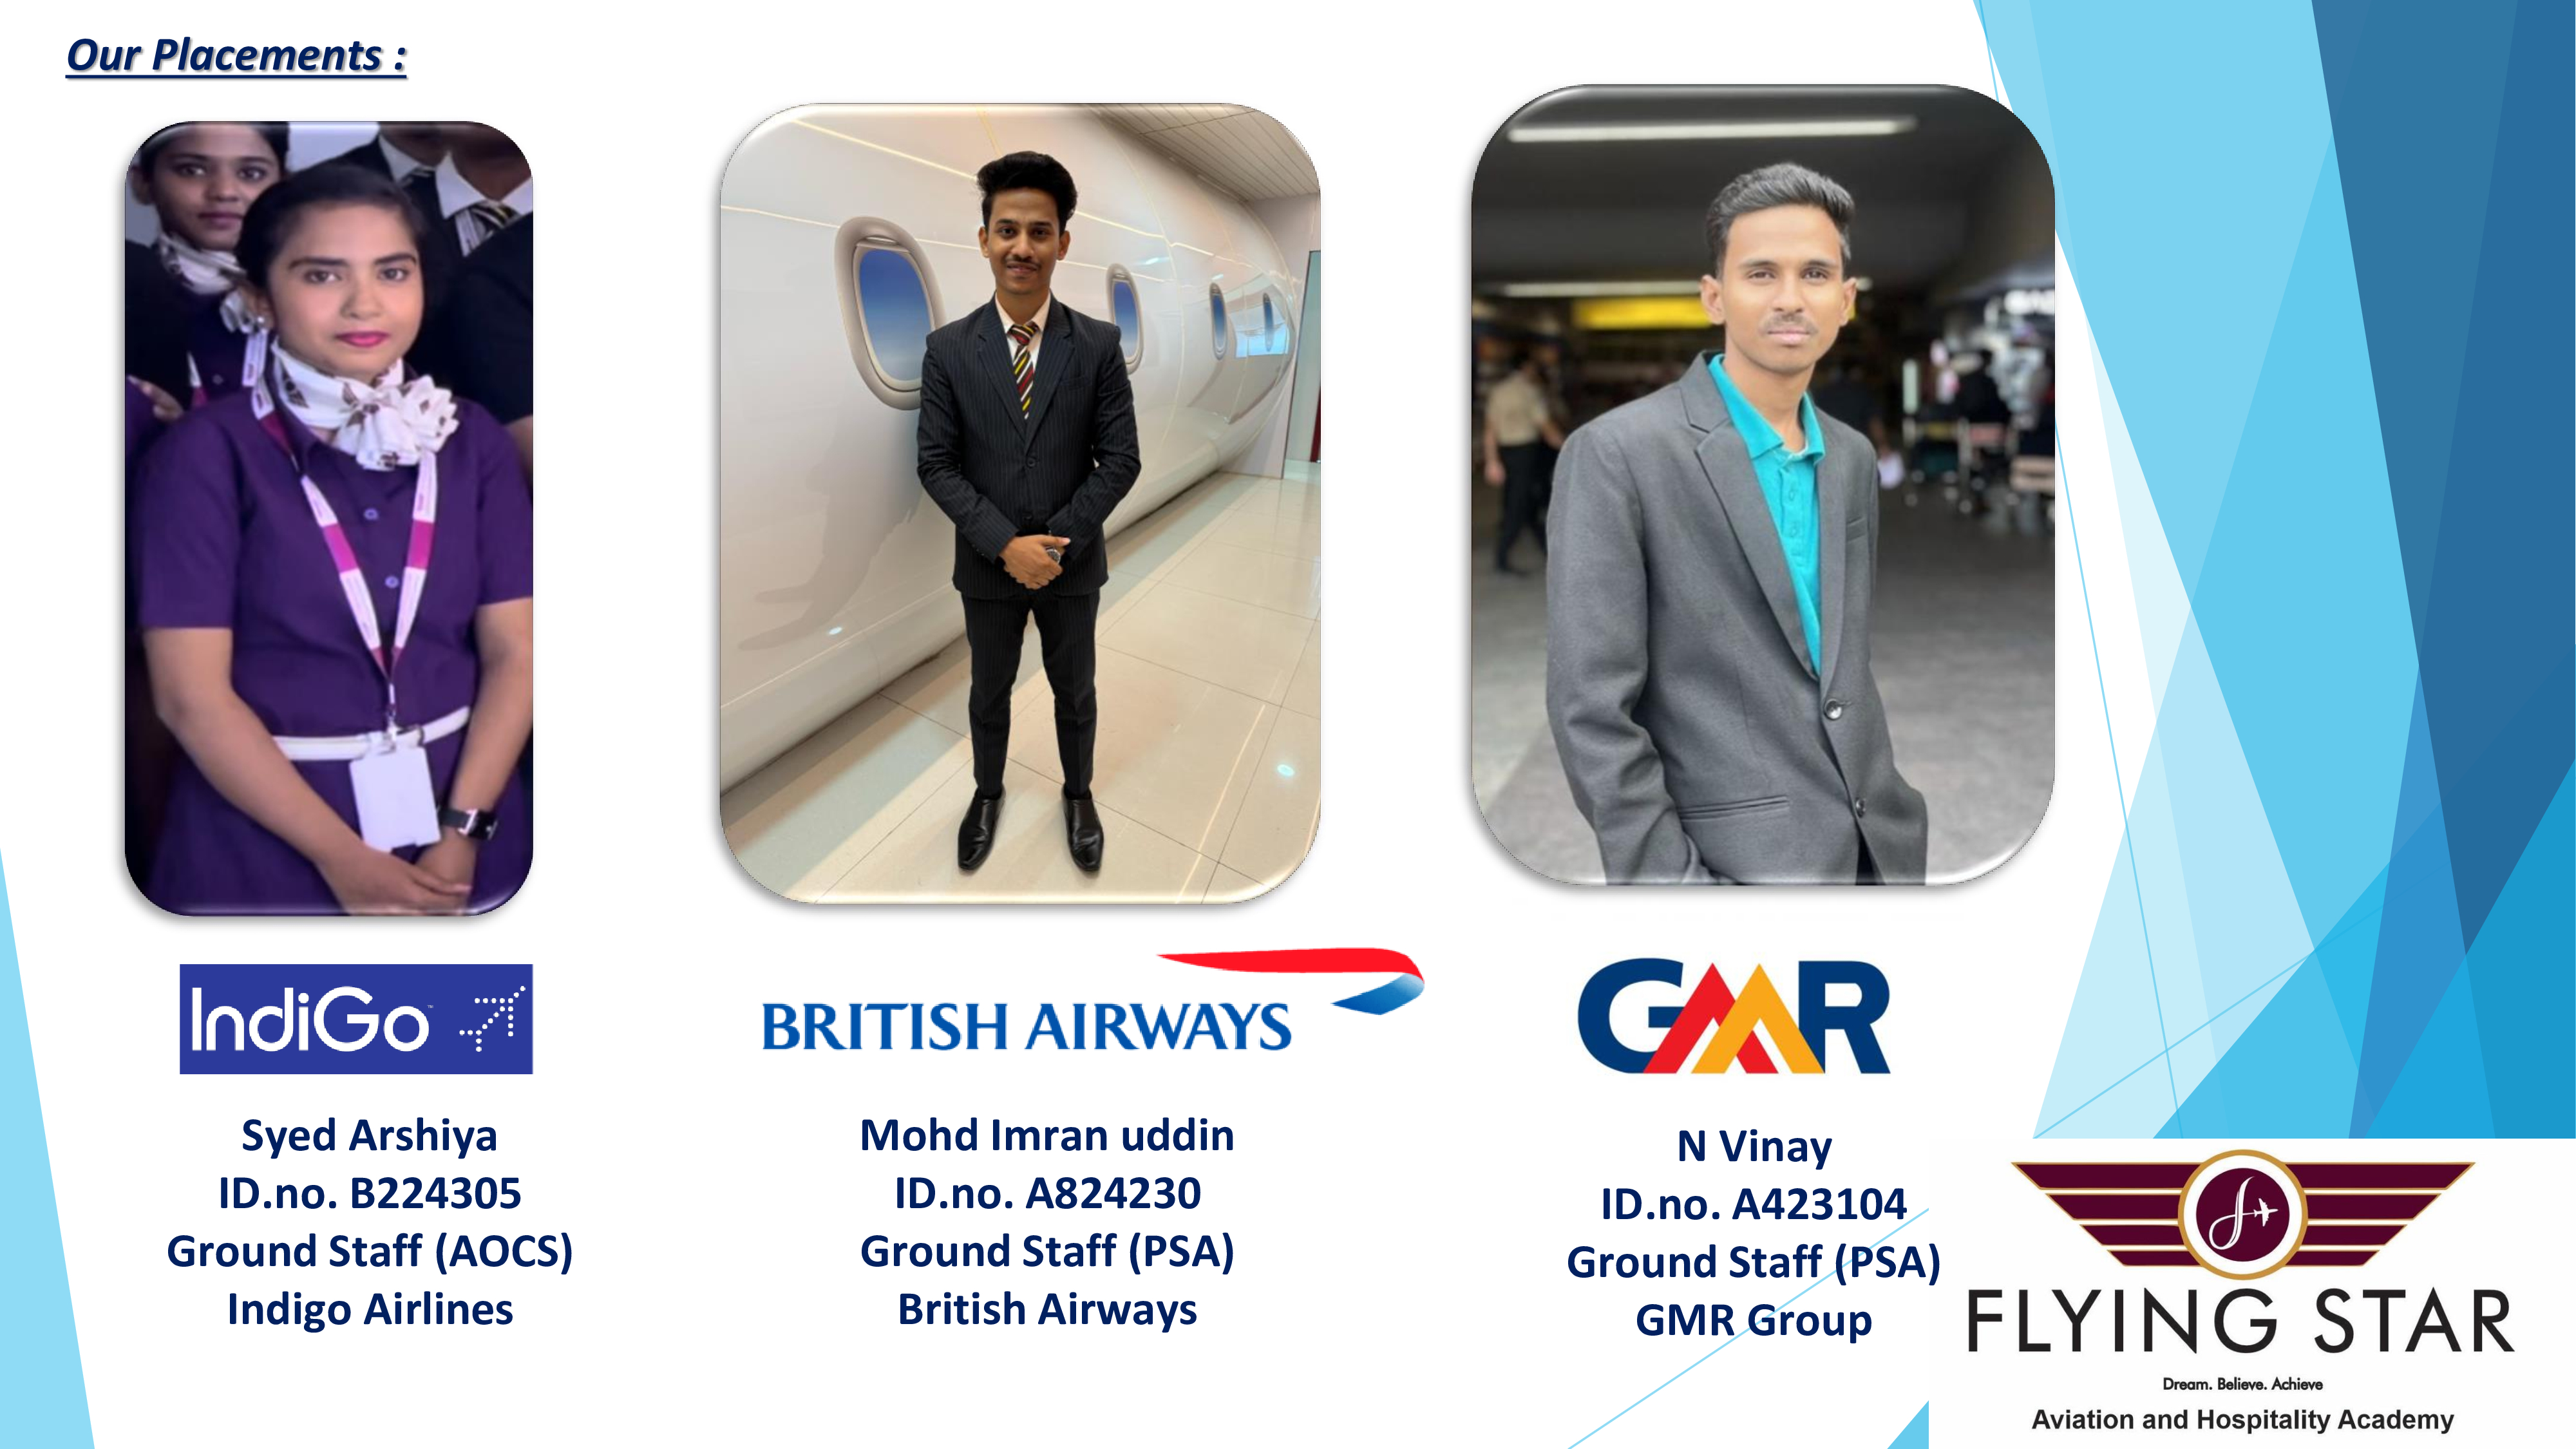 Our Placements :
IndiGo
BRITISH AIRWAYS
GMR
Syed Arshiya
ID.no. B224305
Ground Staff (AOCS)
Indigo Airlines
Mohd Imran uddin
ID.no. A824230
Ground Staff (PSA)
British Airways
N Vinay
ID.no. A423104
Ground Staff (PSA)
GMR Group
FLYING STAR
Dream. Believe. Achieve
Aviation and Hospitality Academy